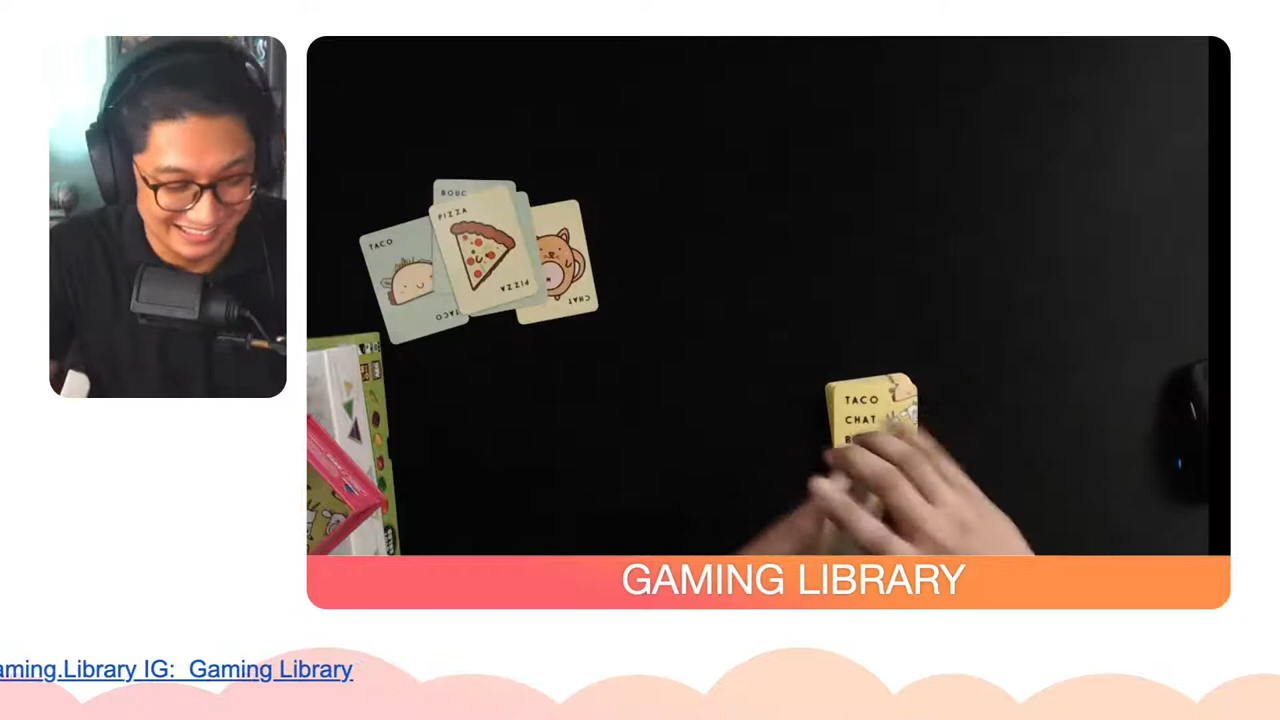 BOUC
PIZZA
PIZZA
TACO
TACO
CHAT
TACO
CHAT
GAMING LIBRARY
aming.Library IG: Gaming Library